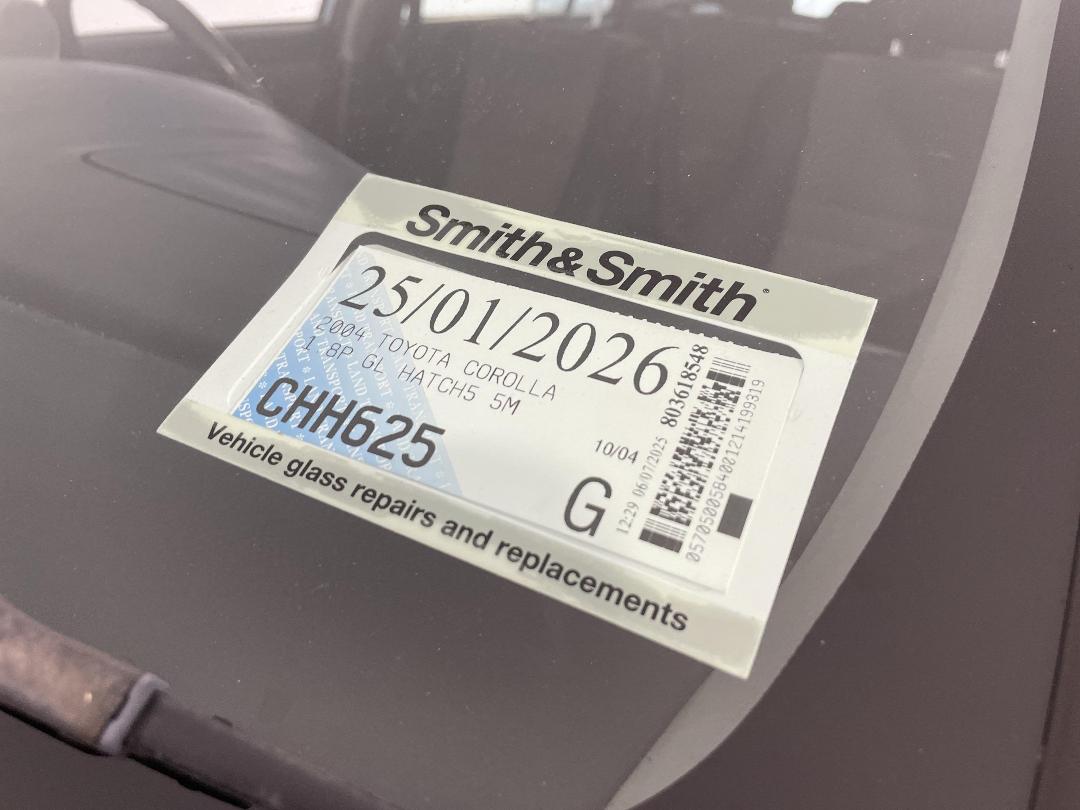 Smith&Smith®
25/01/2026
2004 TOYOTA COROLLA
1 8P GL HATCH5 5M
CHH625
10/04
G
12:29 06/07/2025
803618548
Vehicle glass repairs and replacements